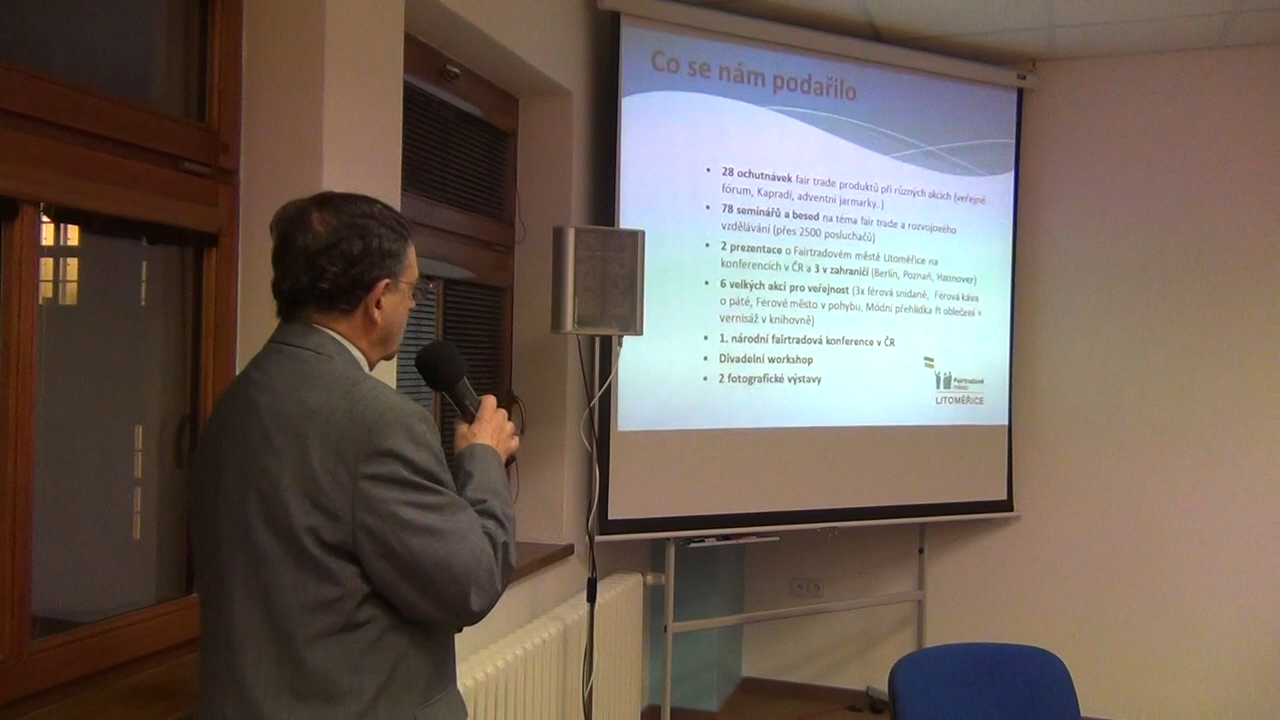 Co se nám podařilo
• 28 ochutnávek fair trade produktů při různých akcích (veřejné
fórum, Kapradí, adventní jarmarky..)
• 78 seminářů a besed na téma fair trade a rozvojového
vzdělávání (přes 2500 posluchačů)
• 2 prezentace o Fairtradovém městě Litoměřice na
konferencích v ČR a 3 v zahraničí (Berlín, Poznaň, Hannover)
• 6 velkých akcí pro veřejnost (3x férová snídaně, Férová káva
o páté, Férové město v pohybu, Módní přehlídka ft oblečení +
vernisáž v knihovně)
• 1. národní fairtradová konference v ČR
• Divadelní workshop
• 2 fotografické výstavy
Fairtradové
město
LITOMĚŘICE